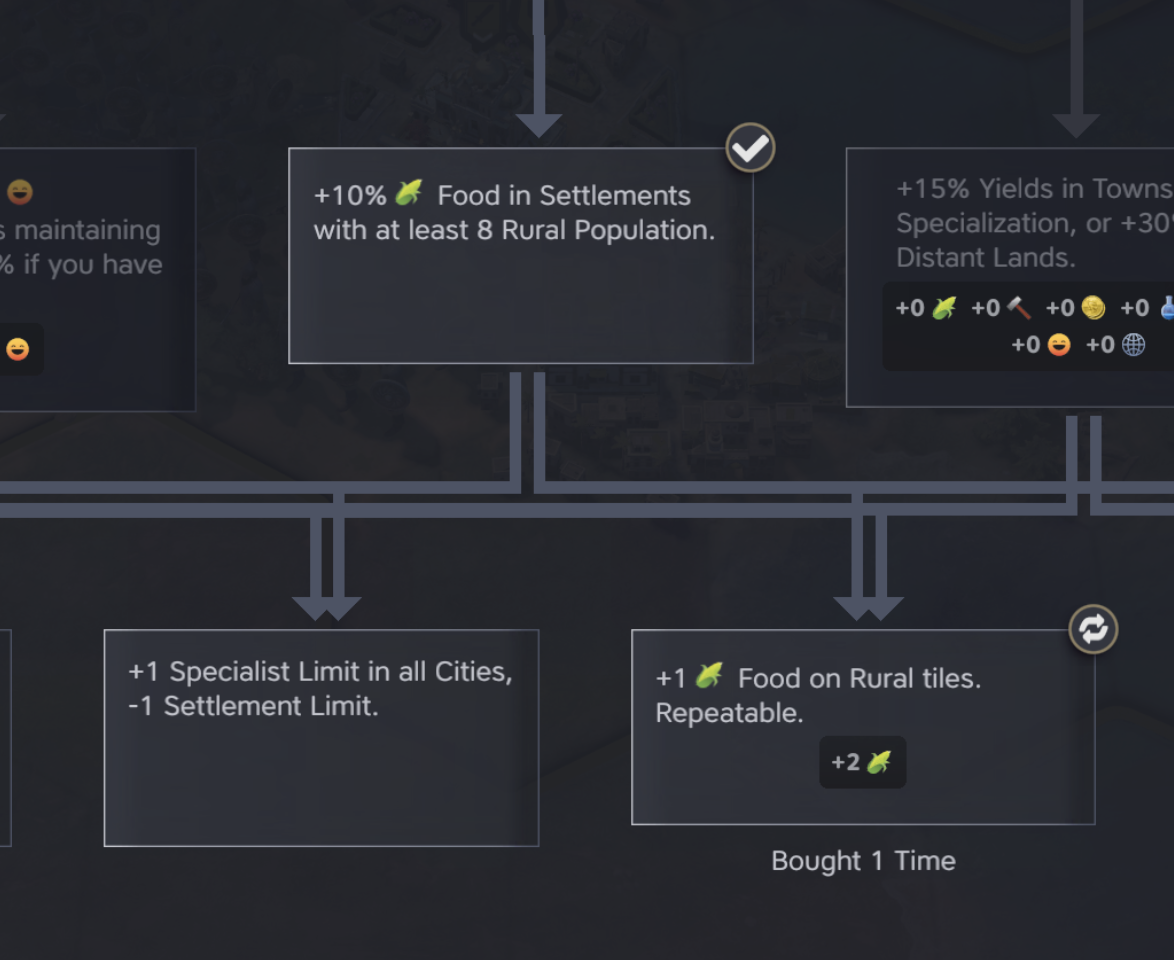 s maintaining
% if you have
+10% Food in Settlements
with at least 8 Rural Population.
+15% Yields in Towns
Specialization, or +30
Distant Lands.
+0 +0 +0 +0
+0 +0
+1 Specialist Limit in all Cities,
-1 Settlement Limit.
+1 Food on Rural tiles.
Repeatable.
+2
Bought 1 Time